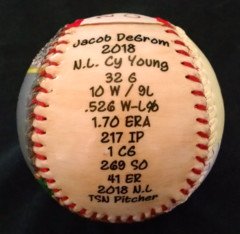 Jacob DeGrom
2018
N.L. Cy Young
32 G
10 W / 9L
.526 W-L%
1.70 ERA
217 IP
1 CG
269 SO
41 ER
2018 N.L
TSN Pitcher